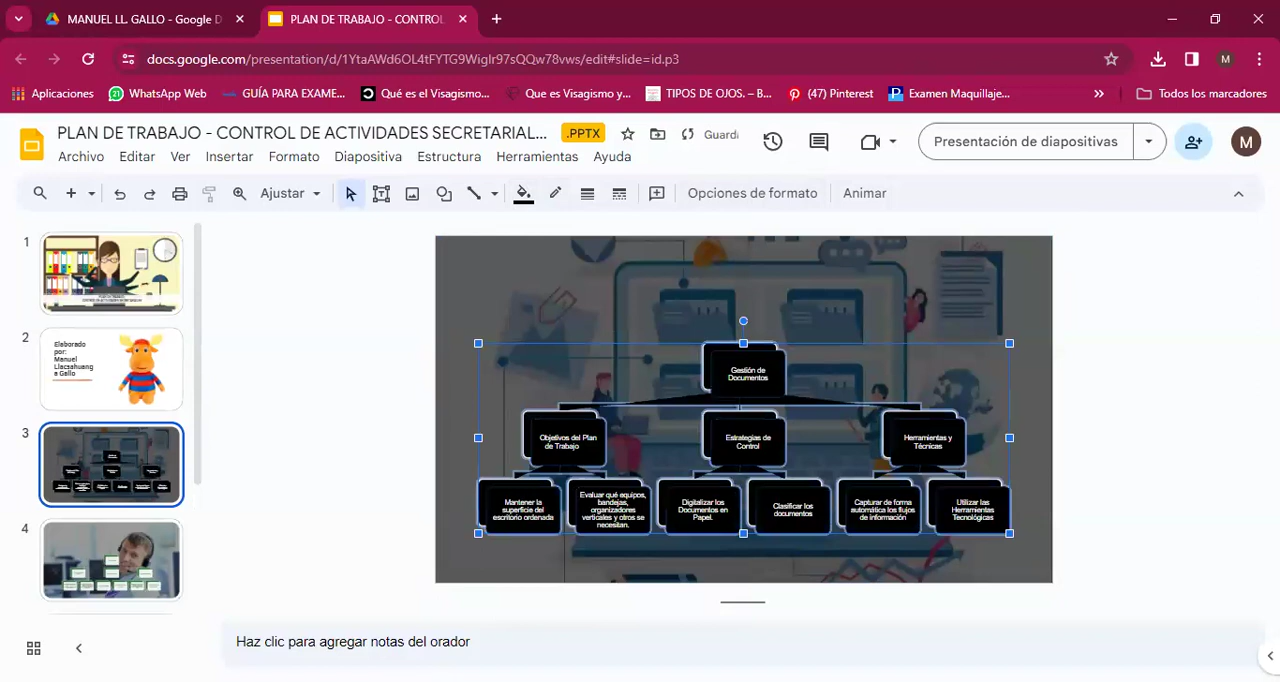 MANUEL LL. GALLO - Google D
PLAN DE TRABAJO - CONTROL
docs.google.com/presentation/d/1YtaAWd6OL4tFYTG9WigIr97sQQw78vws/edit#slide=id.p3
M
Aplicaciones
WhatsApp Web
GUÍA PARA EXAME...
Qué es el Visagismo...
Que es Visagismo y...
TIPOS DE OJOS. – B...
(47) Pinterest
Examen Maquillaje...
»
Todos los marcadores
PLAN DE TRABAJO - CONTROL DE ACTIVIDADES SECRETARIAL...
.PPTX
Guard
Archivo Editar Ver Insertar Formato Diapositiva Extensiones Herramientas Ayuda
Presentación de diapositivas
M
Ajustar
Opciones de formato
Animar
1
2
Elaborado
por:
Manuel
Llacsahuang
a Gallo
3
4
Gestión de
Documentos
Objetivos del Plan
de Trabajo
Estrategias de
Control
Herramientas y
Técnicas
Mantener la
superficie del
escritorio ordenada
Evaluar qué equipos,
bandejas,
organizadores
verticales y otros se
necesitan.
Digitalizar los
Documentos en
Papel.
Clasificar los
documentos
Capturar de forma
automática los flujos
de información
Utilizar las
Herramientas
Tecnológicas
Haz clic para agregar notas del orador